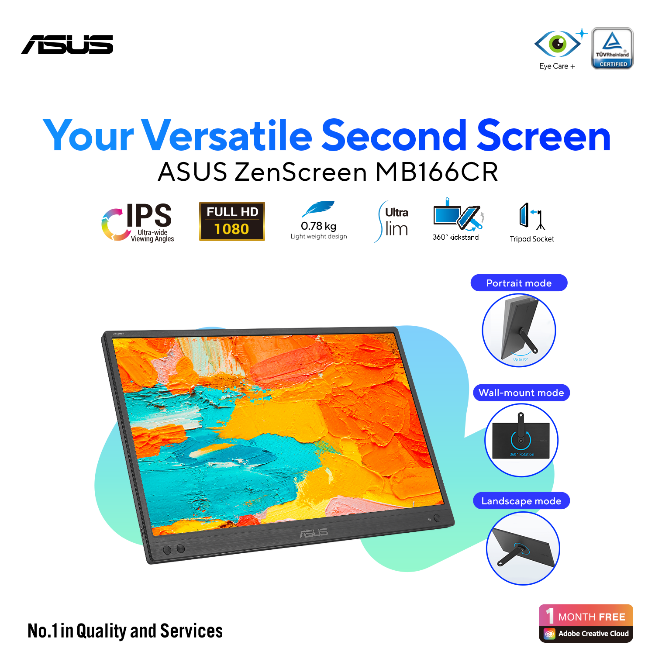 ASUS
Eye Care +
TÜVRheinland
CERTIFIED
Your Versatile Second Screen
ASUS ZenScreen MB166CR
IPS
Ultra-wide
Viewing Angles
FULL HD
1080
0.78 kg
Light weight design
Ultra
Slim
360° kickstand
Tripod Socket
Portrait mode
Wall-mount mode
Landscape mode
ASUS
No.1 in Quality and Services
1 MONTH FREE
Adobe Creative Cloud